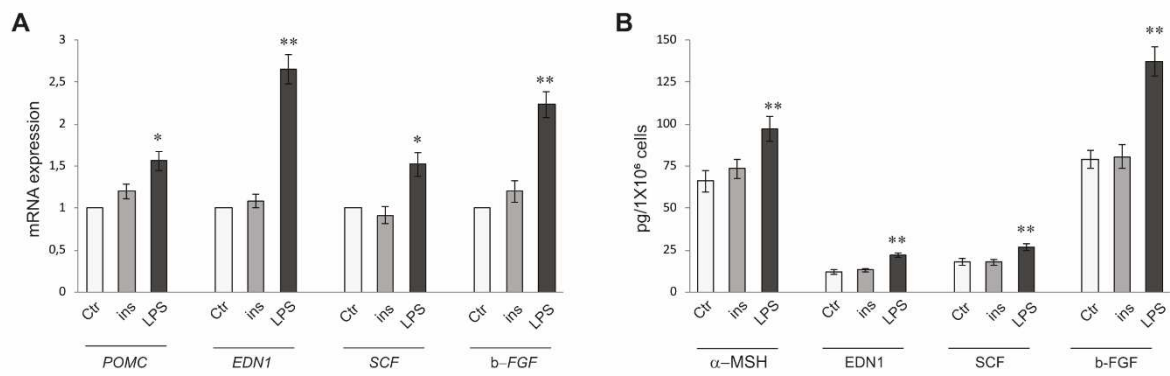 A
mRNA expression
3
2,5
2
1,5
1
0,5
0
**
**
*
*
Ctr ins LPS Ctr ins LPS Ctr ins LPS Ctr ins LPS
POMC EDN1 SCF b-FGF
B
pg/1X10⁶ cells
150
125
100
75
50
25
0
**
**
**
**
Ctr ins LPS Ctr ins LPS Ctr ins LPS Ctr ins LPS
α-MSH EDN1 SCF b-FGF